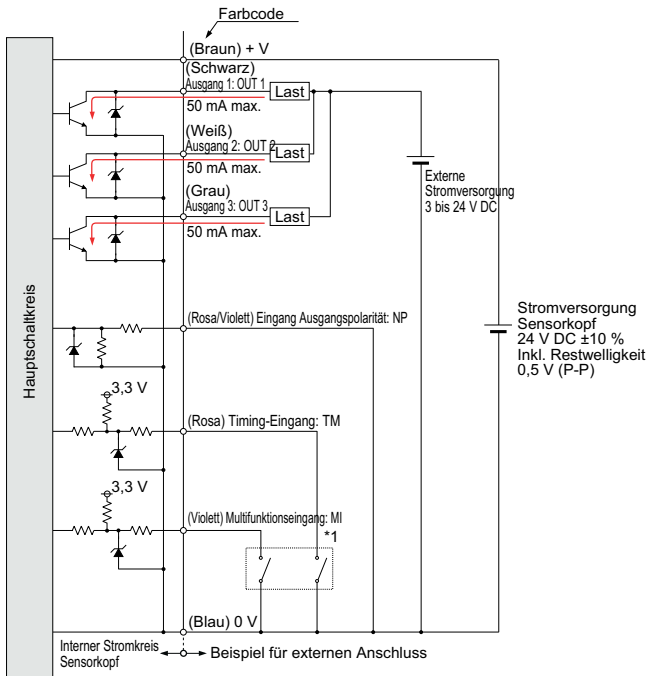 Farbcode
(Braun) + V
(Schwarz)
Ausgang 1: OUT 1
Last
50 mA max.
(Weiß)
Ausgang 2: OUT 2
Last
50 mA max.
(Grau)
Ausgang 3: OUT 3
Last
50 mA max.
Externe
Stromversorgung
3 bis 24 V DC
Hauptschaltkreis
(Rosa/Violett) Eingang Ausgangspolarität: NP
Stromversorgung
Sensorkopf
24 V DC ±10 %
Inkl. Restwelligkeit
0,5 V (P-P)
3,3 V
(Rosa) Timing-Eingang: TM
3,3 V
(Violett) Multifunktionseingang: MI
*1
(Blau) 0 V
Interner Stromkreis
Sensorkopf
Beispiel für externen Anschluss